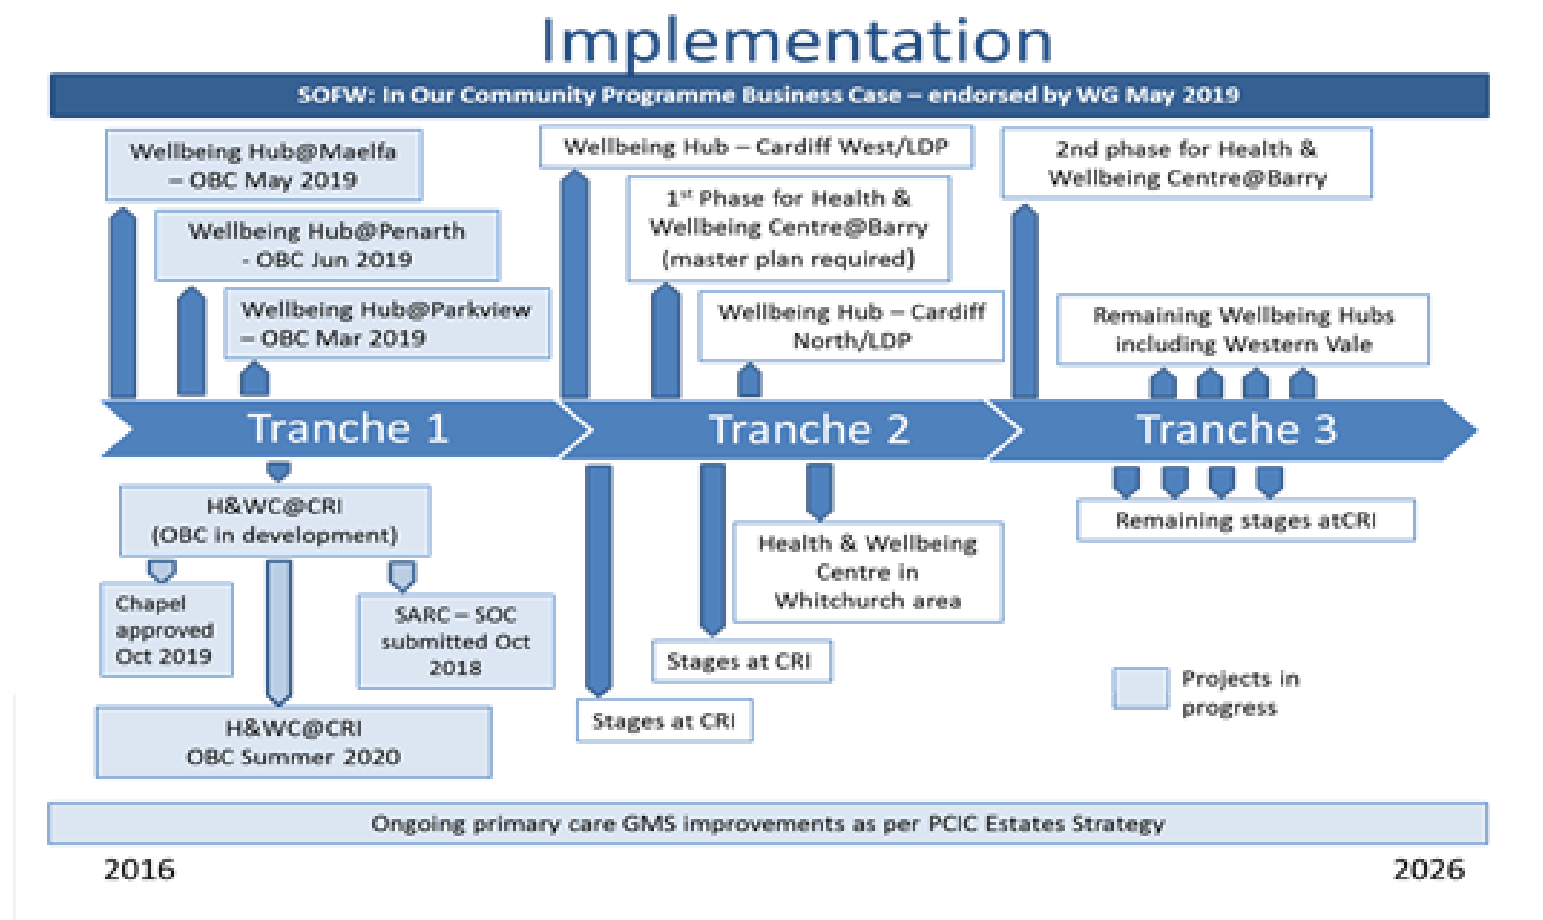 Implementation
SOFW: In Our Community Programme Business Case – endorsed by WG May 2019
Wellbeing Hub@Maelfa
– OBC May 2019
Wellbeing Hub@Penarth
- OBC Jun 2019
Wellbeing Hub@Parkview
– OBC Mar 2019
Wellbeing Hub – Cardiff West/LDP
1st Phase for Health &
Wellbeing Centre@Barry
(master plan required)
Wellbeing Hub – Cardiff
North/LDP
2nd phase for Health &
Wellbeing Centre@Barry
Remaining Wellbeing Hubs
including Western Vale
Tranche 1
Tranche 2
Tranche 3
H&WC@CRI
(OBC in development)
Chapel
approved
Oct 2019
SARC – SOC
submitted Oct
2018
H&WC@CRI
OBC Summer 2020
Health & Wellbeing
Centre in
Whitchurch area
Stages at CRI
Stages at CRI
Remaining stages atCRI
Projects in
progress
Ongoing primary care GMS improvements as per PCIC Estates Strategy
2016
2026